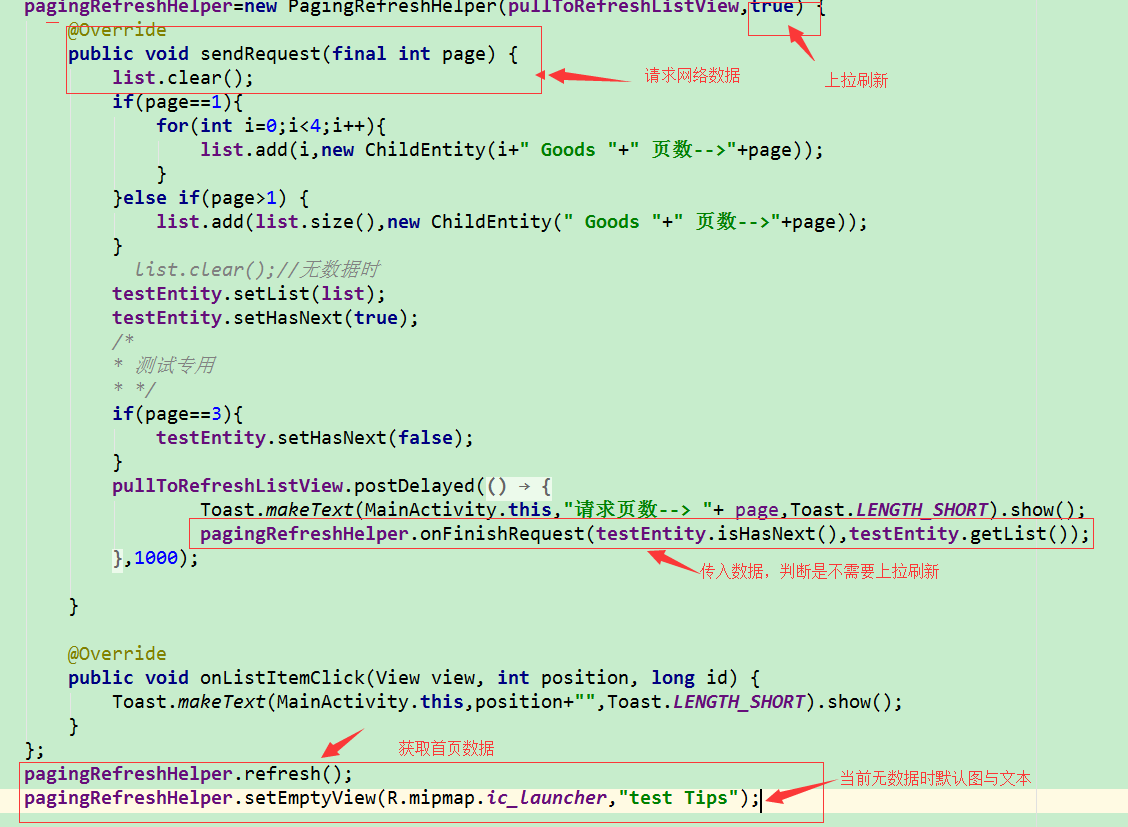 pagingRefreshHelper=new PagingRefreshHelper(pullToRefreshListView,true) {
@Override
public void sendRequest(final int page) {
list.clear();
请求网络数据
上拉刷新
if(page==1){
for(int i=0;i<4;i++){
list.add(i,new ChildEntity(i+" Goods "+" 页数-->"+page));
}
}else if(page>1) {
list.add(list.size(),new ChildEntity(" Goods "+" 页数-->"+page));
}
list.clear();//无数据时
testEntity.setList(list);
testEntity.setHasNext(true);
/*
* 测试专用
* */
if(page==3){
testEntity.setHasNext(false);
}
pullToRefreshListView.postDelayed(() → {
Toast.makeText(MainActivity.this,"请求页数--> "+ page,Toast.LENGTH_SHORT).show();
pagingRefreshHelper.onFinishRequest(testEntity.isHasNext(),testEntity.getList());
},1000);
传入数据，判断是不需要上拉刷新
}
@Override
public void onListItemClick(View view, int position, long id) {
Toast.makeText(MainActivity.this,position+"",Toast.LENGTH_SHORT).show();
}
};
获取首页数据
pagingRefreshHelper.refresh();
当前无数据时默认图与文本
pagingRefreshHelper.setEmptyView(R.mipmap.ic_launcher,"test Tips");